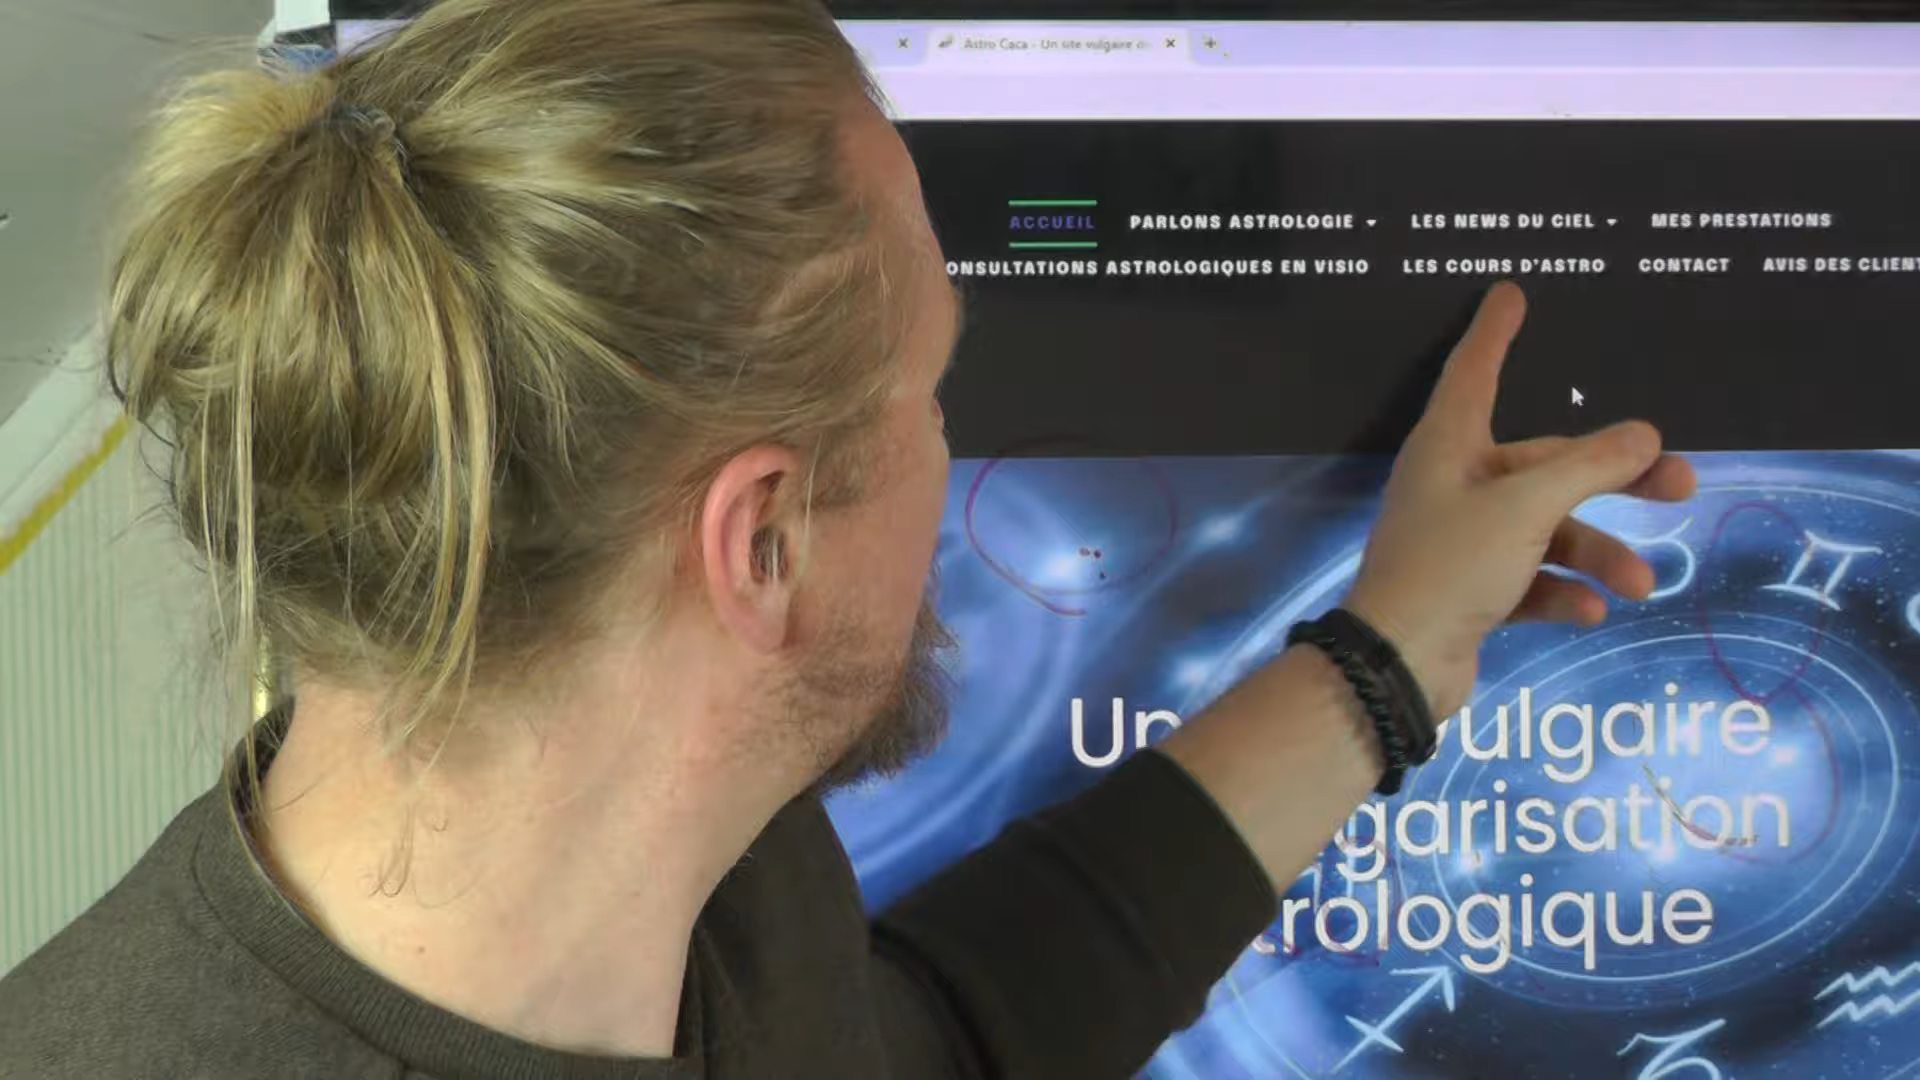 Astro Caca - Un site vulgaire de
ACCUEIL PARLONS ASTROLOGIE LES NEWS DU CIEL MES PRESTATIONS
ONSULTATIONS ASTROLOGIQUES EN VISIO LES COURS D'ASTRO CONTACT AVIS DES CLIENT
Un vulgaire
garisation
rologique